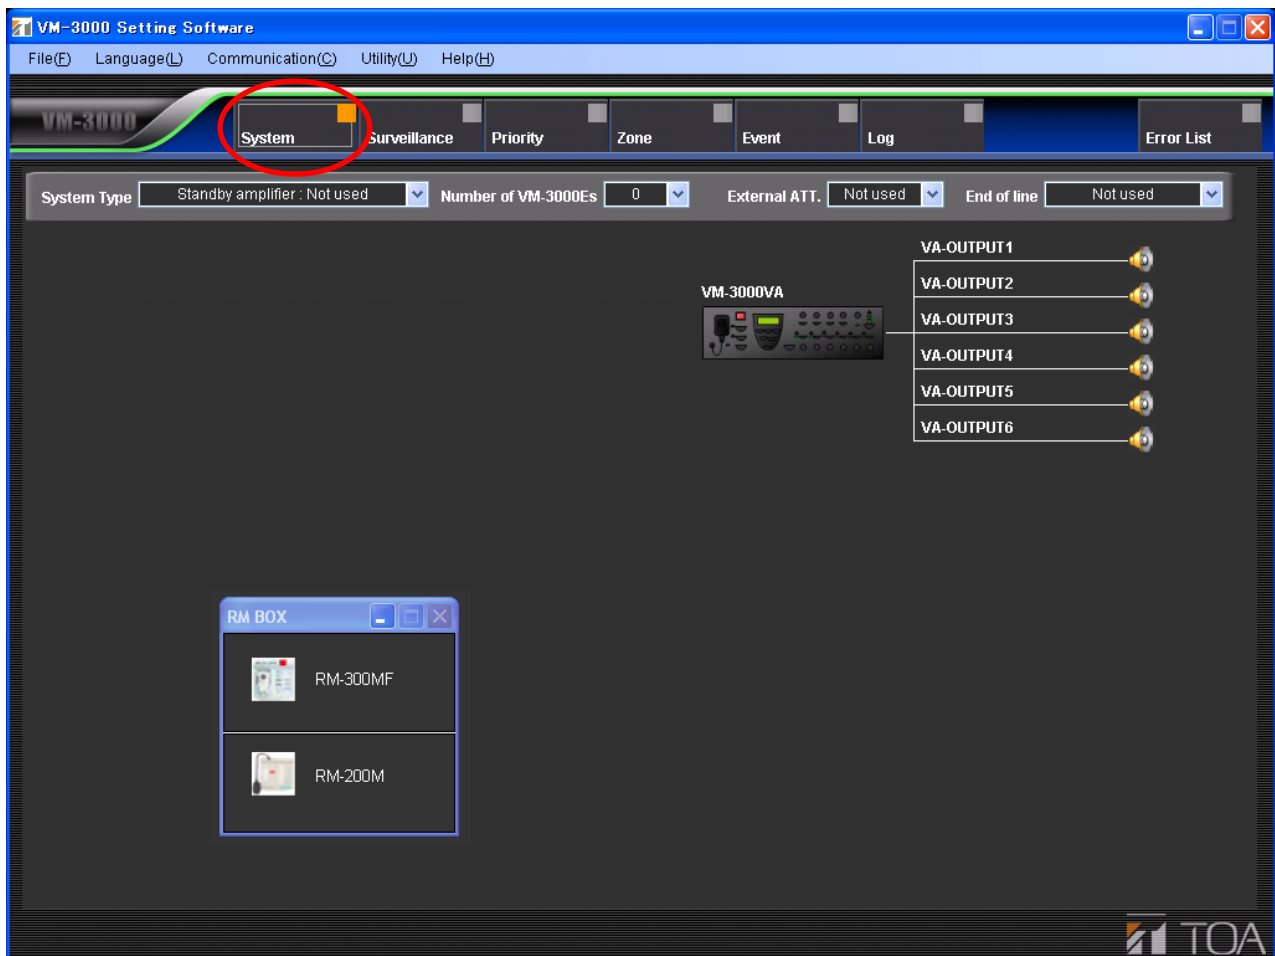 VM-3000 Setting Software
File(F) Language(L) Communication(C) Utility(U) Help(H)
VM-3000 System Surveillance Priority Zone Event Log Error List
System Type Standby amplifier : Not used Number of VM-3000Es 0 External ATT. Not used End of line Not used
VA-OUTPUT1
VA-OUTPUT2
VM-3000VA
VA-OUTPUT3
VA-OUTPUT4
VA-OUTPUT5
VA-OUTPUT6
RM BOX
RM-300MF
RM-200M
TOA